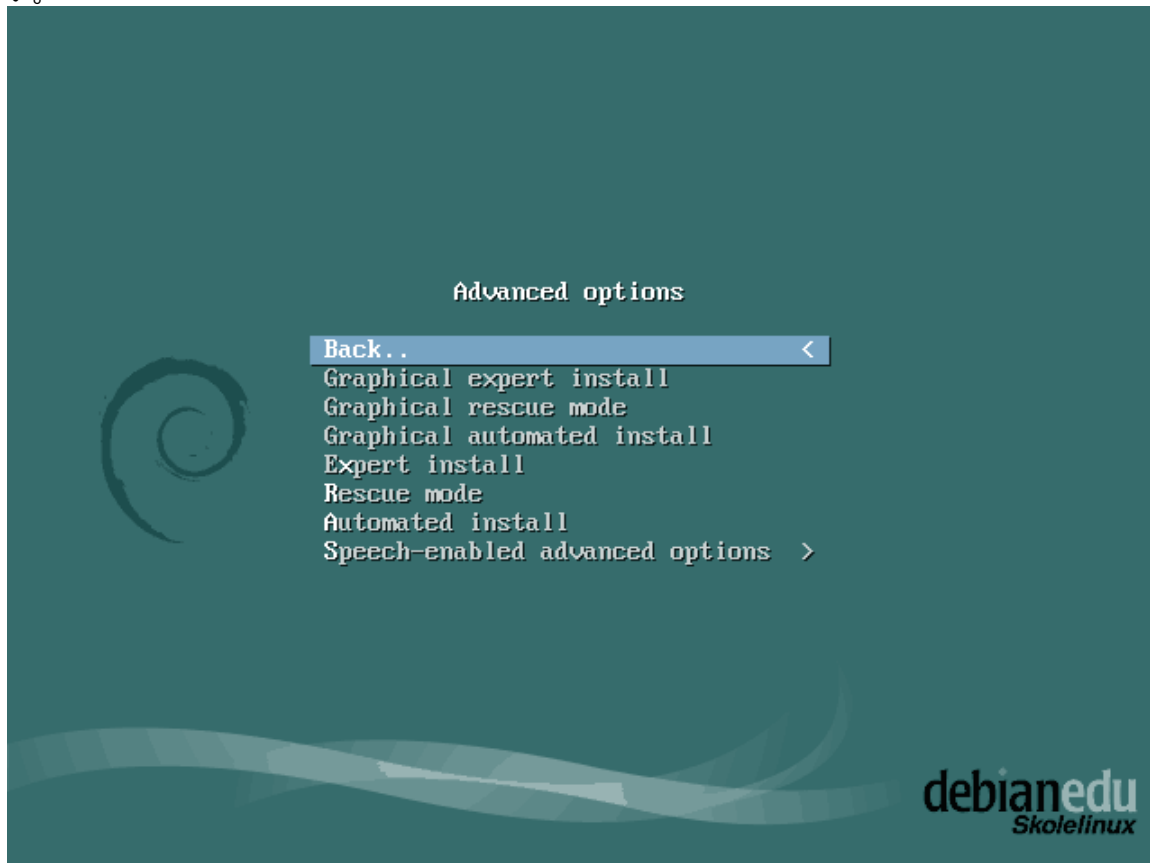 Advanced options
Back.. <
Graphical expert install
Graphical rescue mode
Graphical automated install
Expert install
Rescue mode
Automated install
Speech-enabled advanced options >
debianedu
Skolelinux